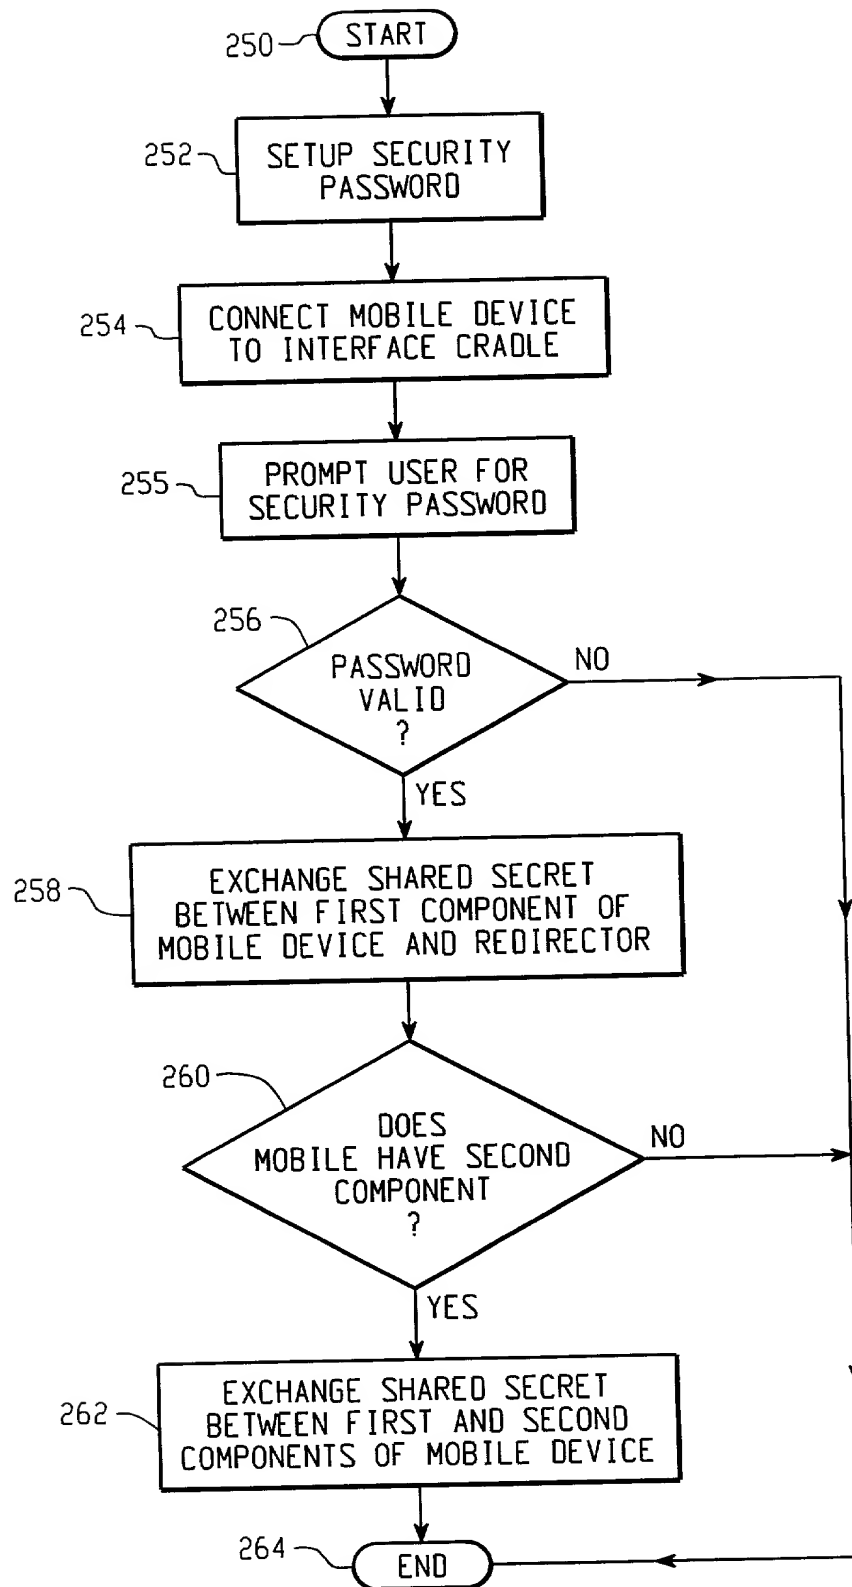 250
START
252
SETUP SECURITY
PASSWORD
254
CONNECT MOBILE DEVICE
TO INTERFACE CRADLE
255
PROMPT USER FOR
SECURITY PASSWORD
256
PASSWORD
VALID
?
NO
YES
258
EXCHANGE SHARED SECRET
BETWEEN FIRST COMPONENT OF
MOBILE DEVICE AND REDIRECTOR
260
DOES
MOBILE HAVE SECOND
COMPONENT
?
NO
YES
262
EXCHANGE SHARED SECRET
BETWEEN FIRST AND SECOND
COMPONENTS OF MOBILE DEVICE
264
END